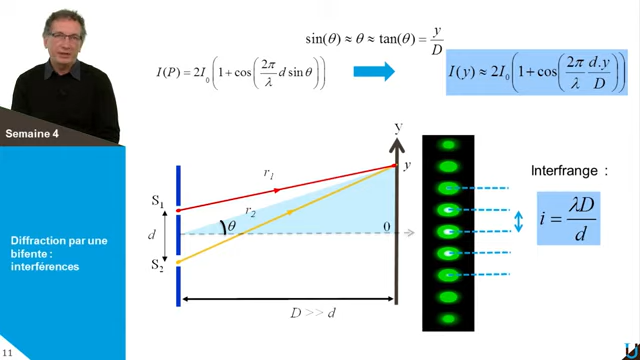 sin(θ) ≈ θ ≈ tan(θ) = y/D
I(P) = 2I₀(1 + cos(2π/λ d sin θ))
I(y) ≈ 2I₀(1 + cos(2π/λ d.y/D))
Semaine 4
Diffraction par une
bifente :
interférences
11
y
r₁
y
S₁
r₂
d
θ
0
S₂
D >> d
Interfrange :
i = λD/d